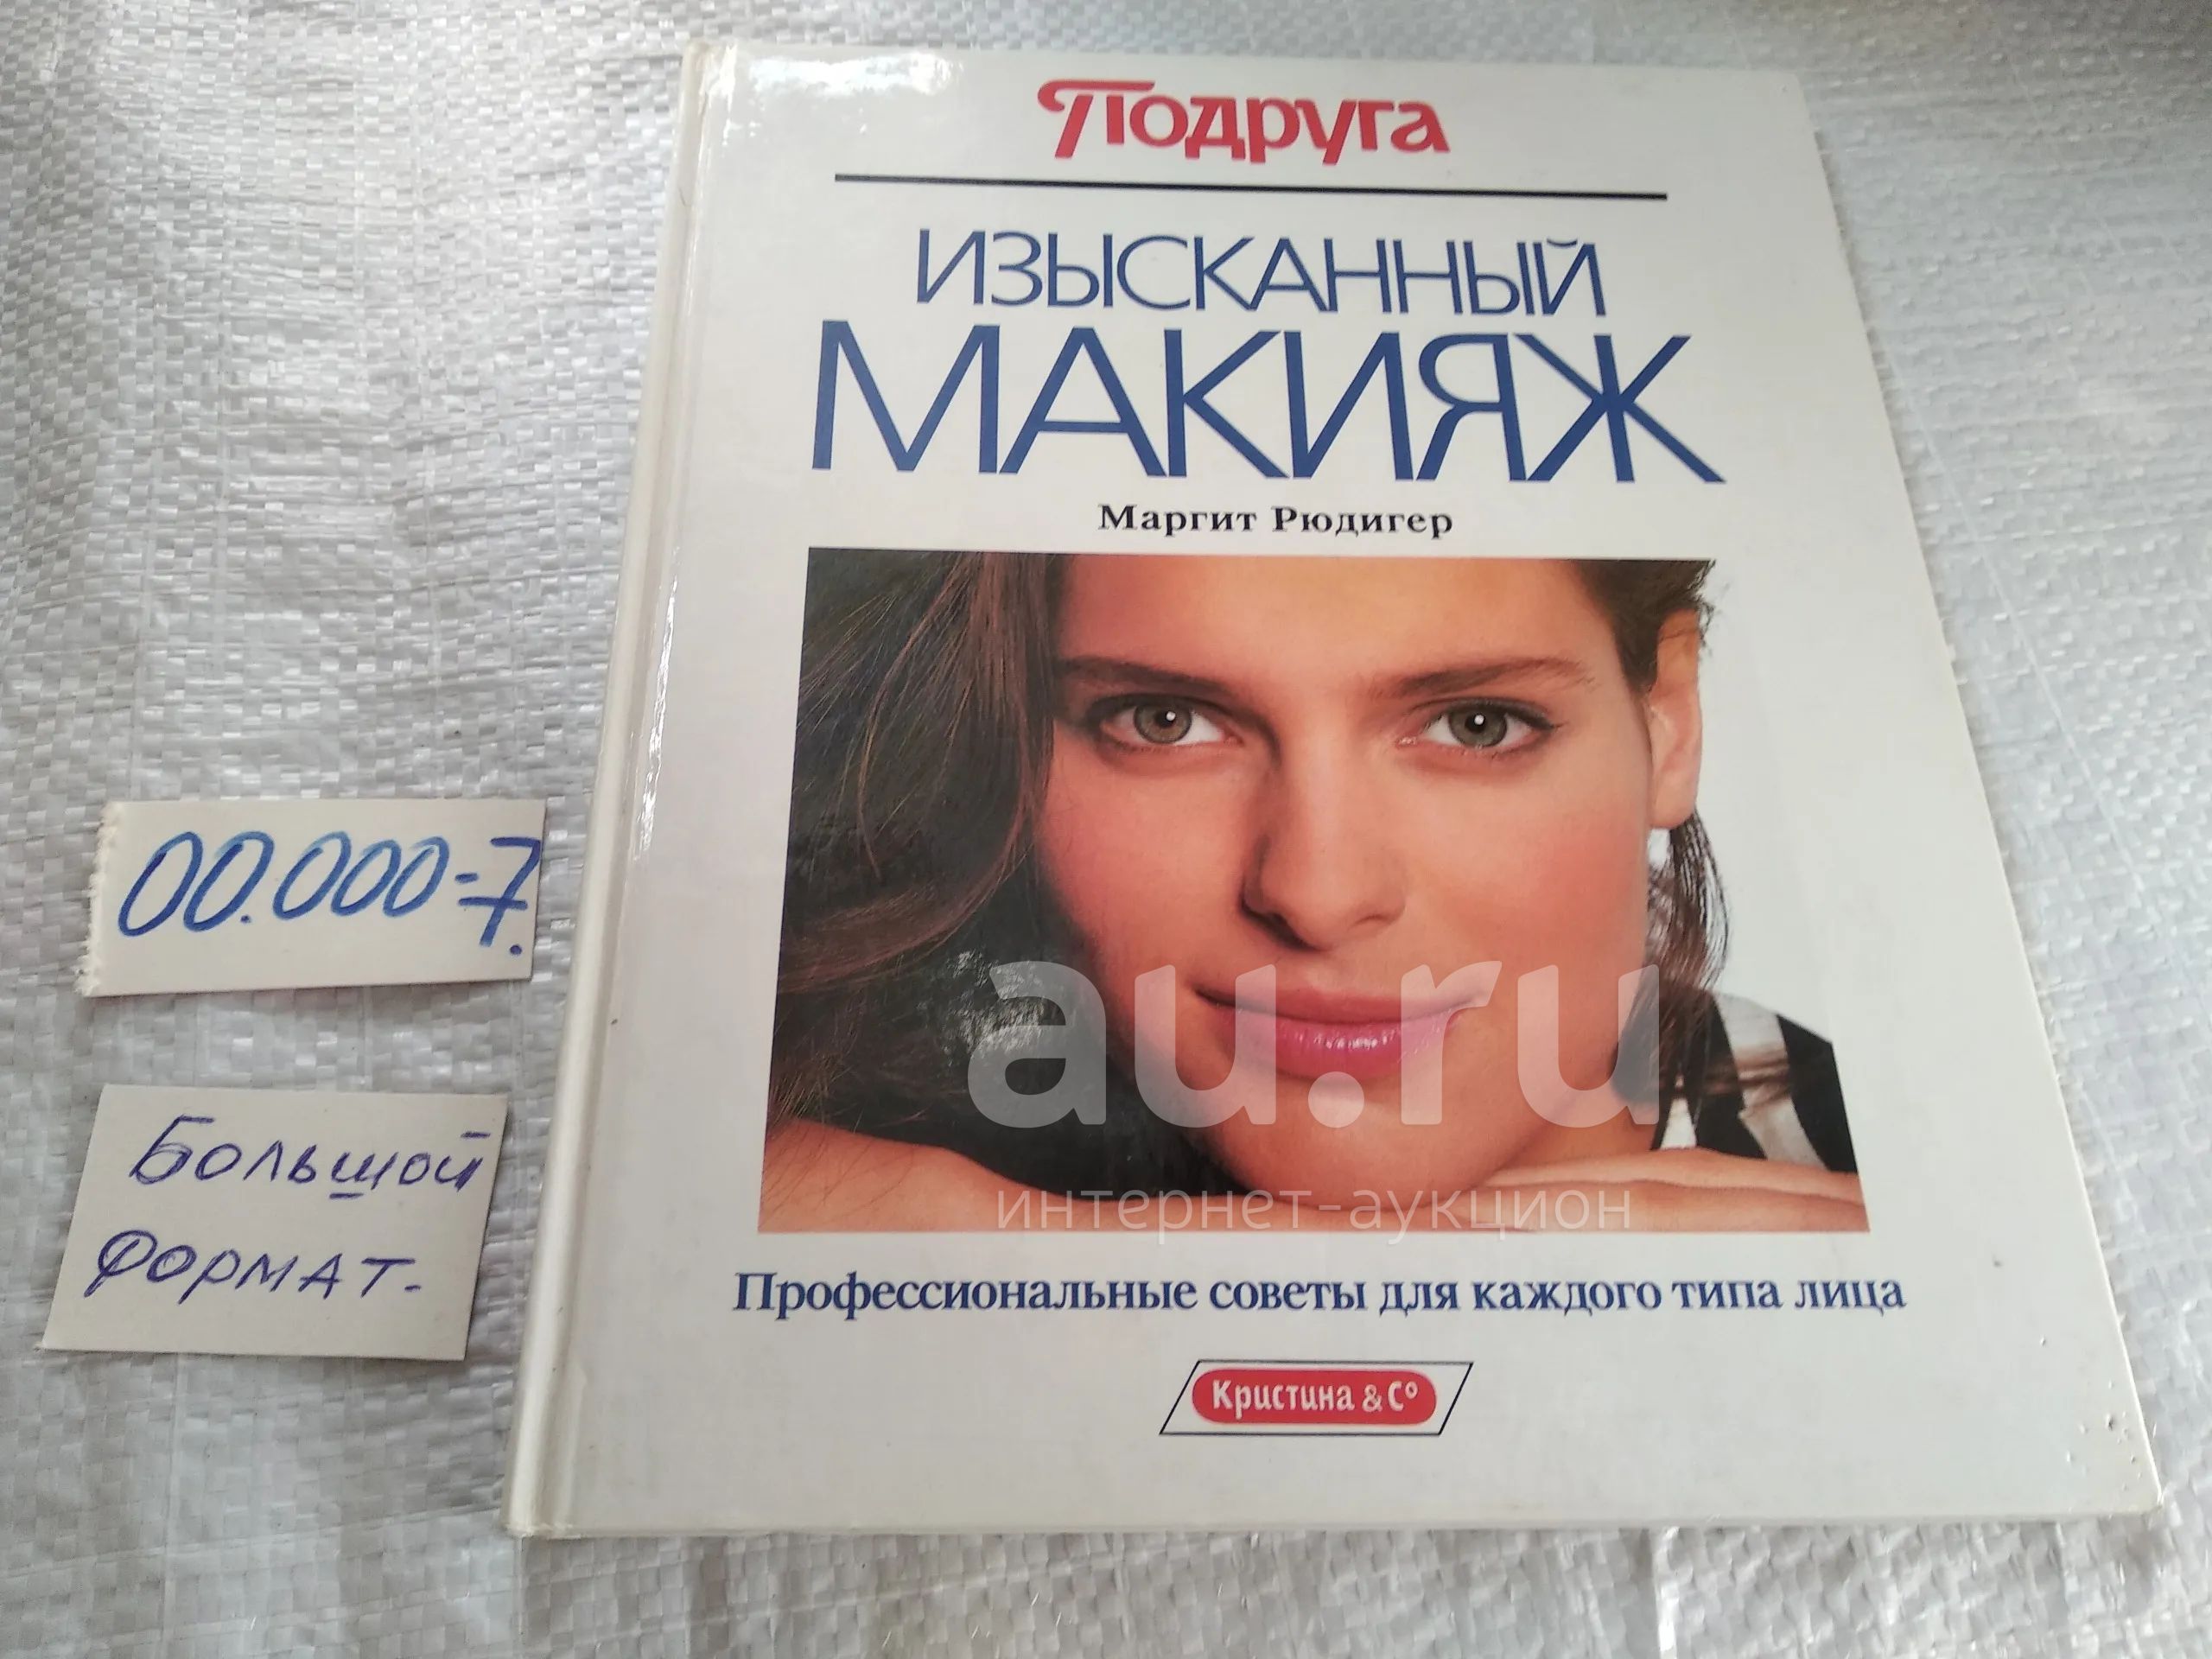 Подруга
ИЗЫСКАННЫЙ
МАКИЯЖ
Маргит Рюдигер
au.ru
интернет-аукцион
Профессиональные советы для каждого типа лица
Кристина & Cº
00.000=7.
Большой
формат.